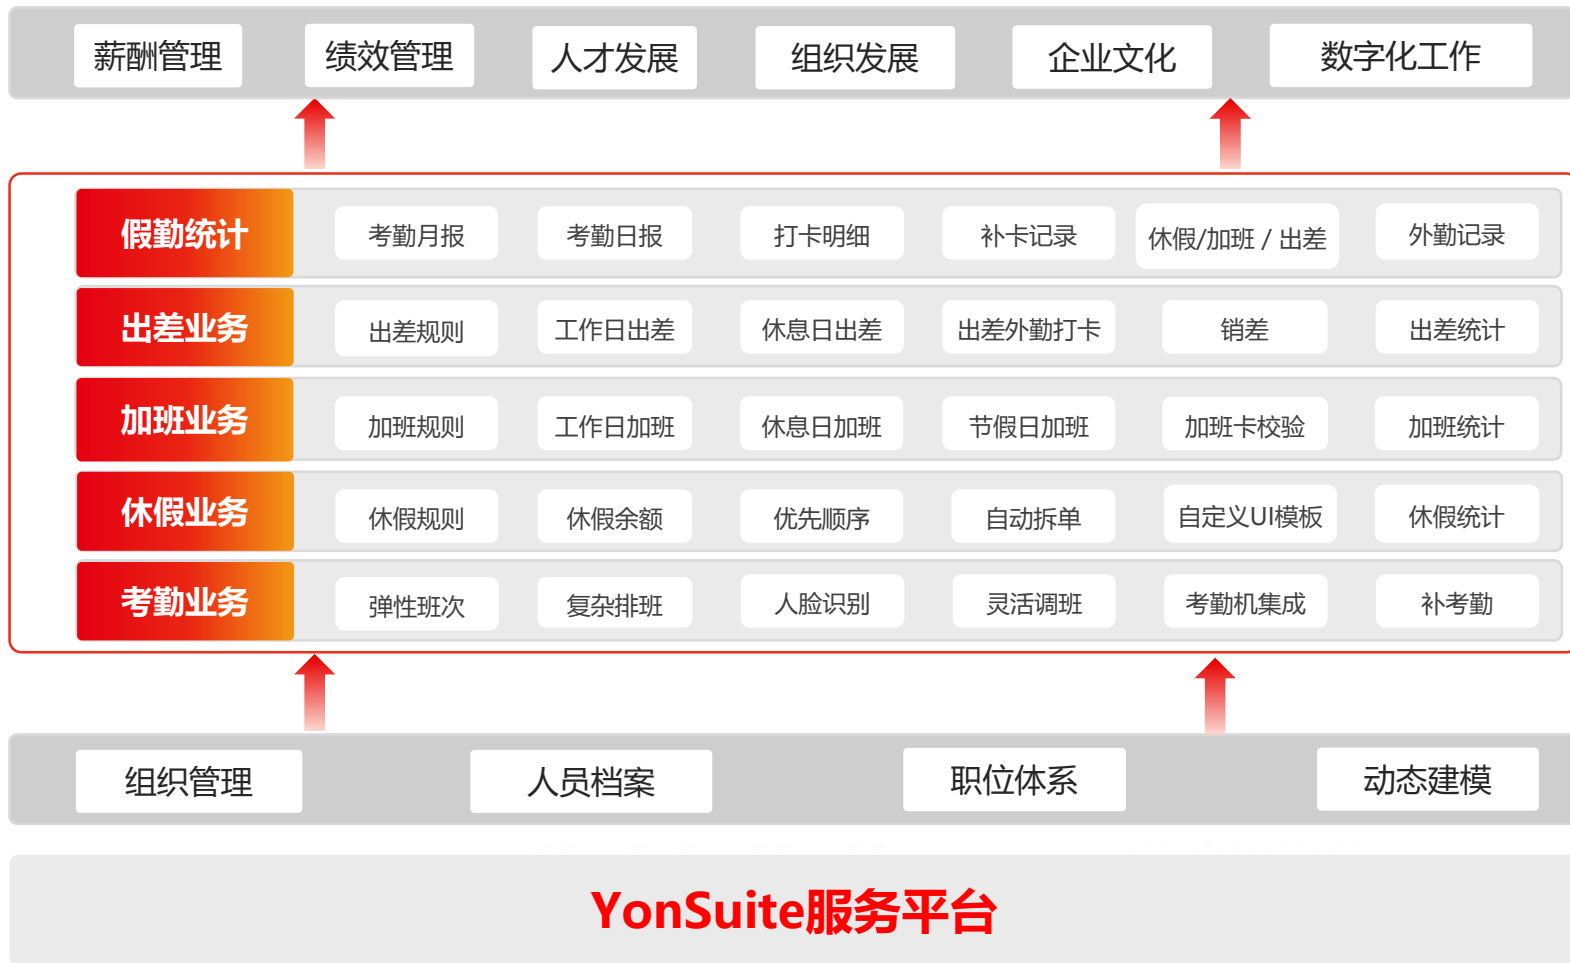 薪酬管理 绩效管理 人才发展 组织发展 企业文化 数字化工作
假勤统计 考勤月报 考勤日报 打卡明细 补卡记录 休假/加班 / 出差 外勤记录
出差业务 出差规则 工作日出差 休息日出差 出差外勤打卡 销差 出差统计
加班业务 加班规则 工作日加班 休息日加班 节假日加班 加班卡校验 加班统计
休假业务 休假规则 休假余额 优先顺序 自动拆单 自定义UI模板 休假统计
考勤业务 弹性班次 复杂排班 人脸识别 灵活调班 考勤机集成 补考勤
组织管理 人员档案 职位体系 动态建模
YonSuite服务平台